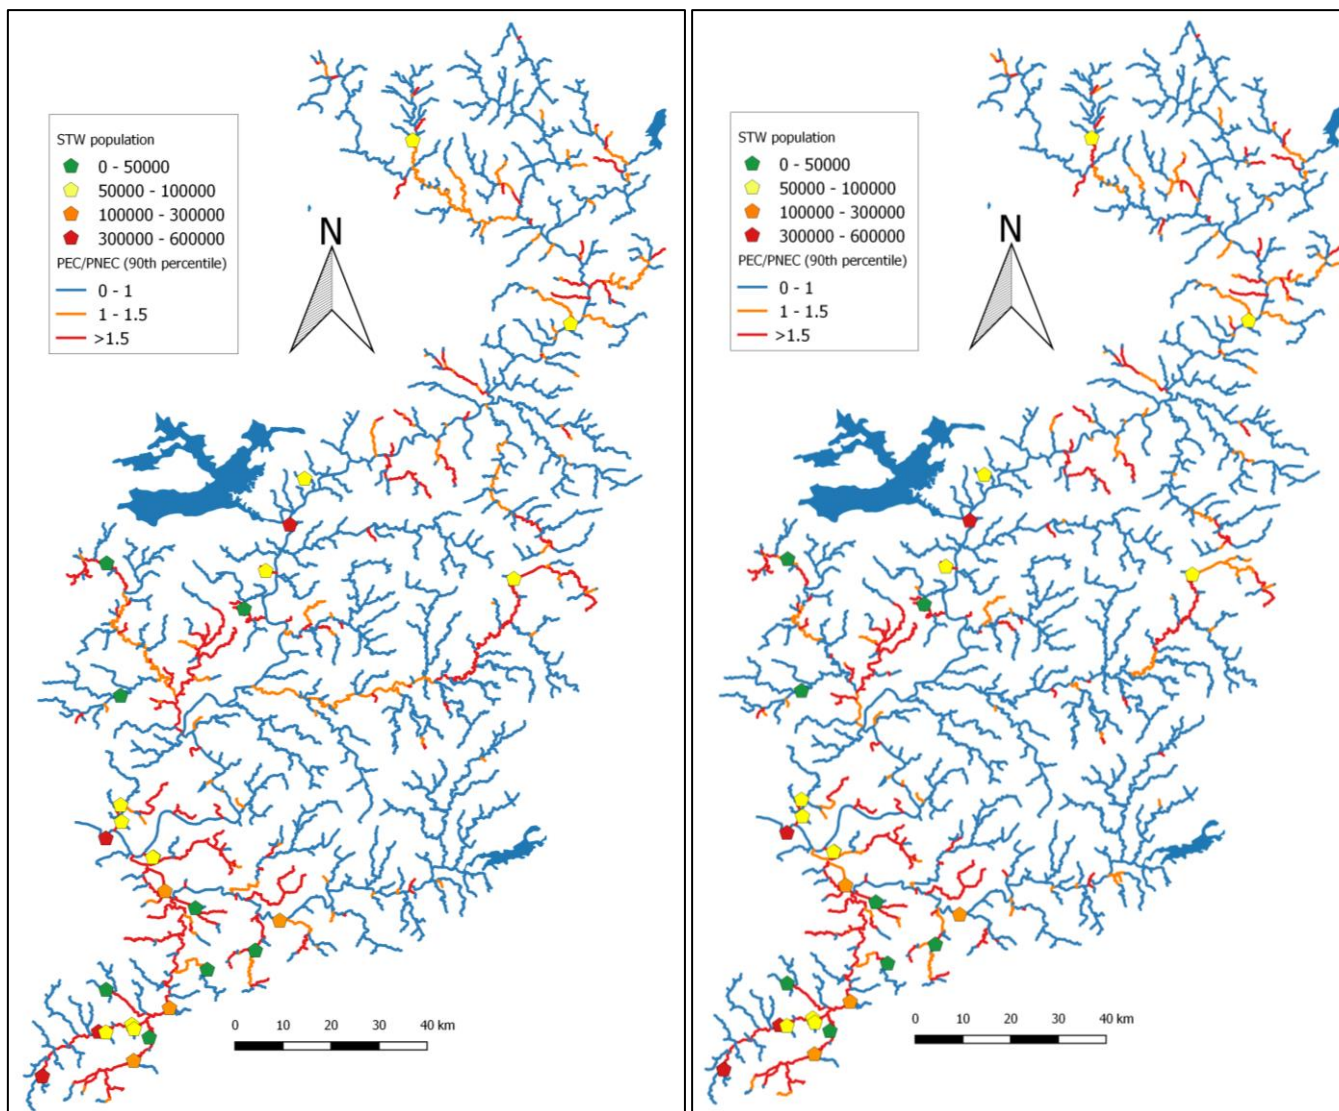 STW population
0 - 50000
50000 - 100000
100000 - 300000
300000 - 600000
PEC/PNEC (90th percentile)
0 - 1
1 - 1.5
>1.5
N
0 10 20 30 40 km
STW population
0 - 50000
50000 - 100000
100000 - 300000
300000 - 600000
PEC/PNEC (90th percentile)
0 - 1
1 - 1.5
>1.5
N
0 10 20 30 40 km